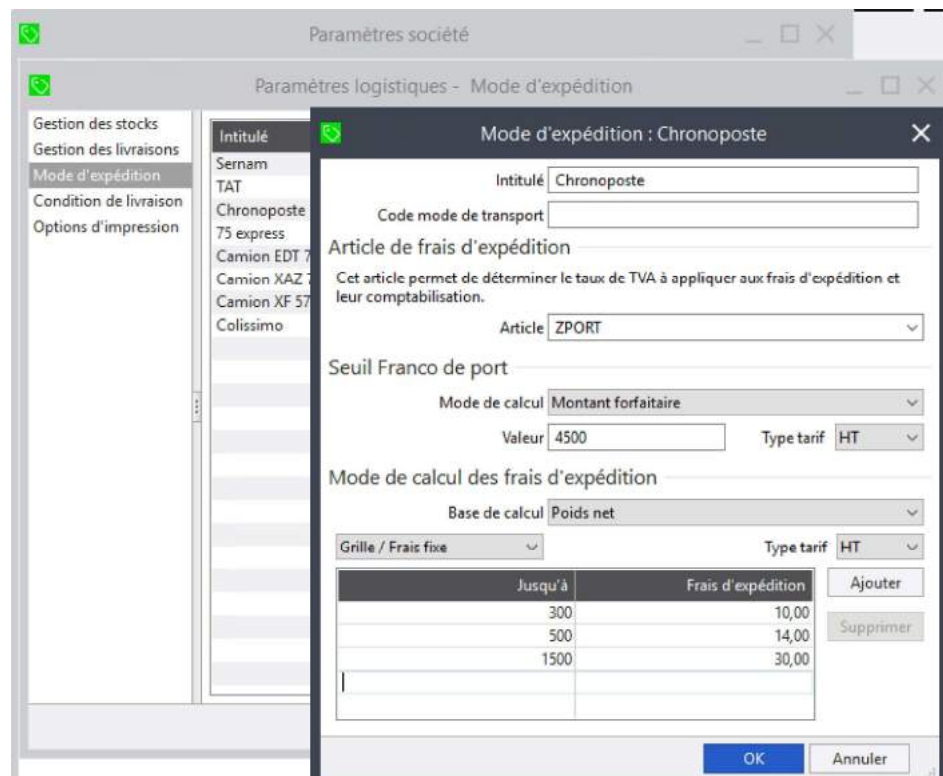 Paramètres société
Paramètres logistiques - Mode d'expédition
Gestion des stocks
Gestion des livraisons
Mode d'expédition
Condition de livraison
Options d'impression
Intitulé
Sernam
TAT
Chronoposte
75 express
Camion EDT 7
Camion XAZ 7
Camion XF 57
Colissimo
Mode d'expédition : Chronoposte
Intitulé Chronoposte
Code mode de transport
Article de frais d'expédition
Cet article permet de déterminer le taux de TVA à appliquer aux frais d'expédition et
leur comptabilisation.
Article ZPORT
Seuil Franco de port
Mode de calcul Montant forfaitaire
Valeur 4500 Type tarif HT
Mode de calcul des frais d'expédition
Base de calcul Poids net
Grille / Frais fixe Type tarif HT
Jusqu'à Frais d'expédition Ajouter
300 10,00
500 14,00 Supprimer
1500 30,00
OK Annuler